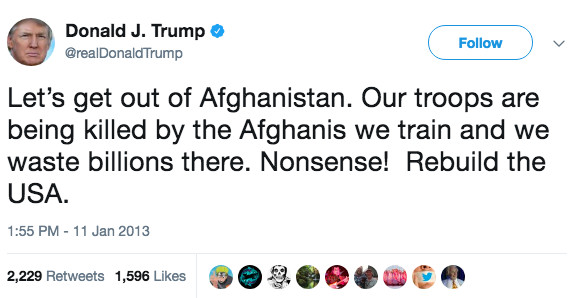 Donald J. Trump
@realDonaldTrump
Follow
Let’s get out of Afghanistan. Our troops are
being killed by the Afghanis we train and we
waste billions there. Nonsense!  Rebuild the
USA.
1:55 PM - 11 Jan 2013
2,229 Retweets 1,596 Likes